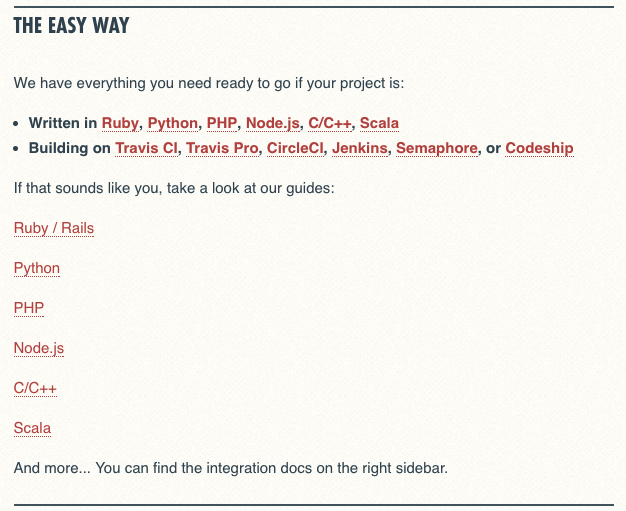 THE EASY WAY
We have everything you need ready to go if your project is:
• Written in Ruby, Python, PHP, Node.js, C/C++, Scala
• Building on Travis CI, Travis Pro, CircleCI, Jenkins, Semaphore, or Codeship
If that sounds like you, take a look at our guides:
Ruby / Rails
Python
PHP
Node.js
C/C++
Scala
And more... You can find the integration docs on the right sidebar.